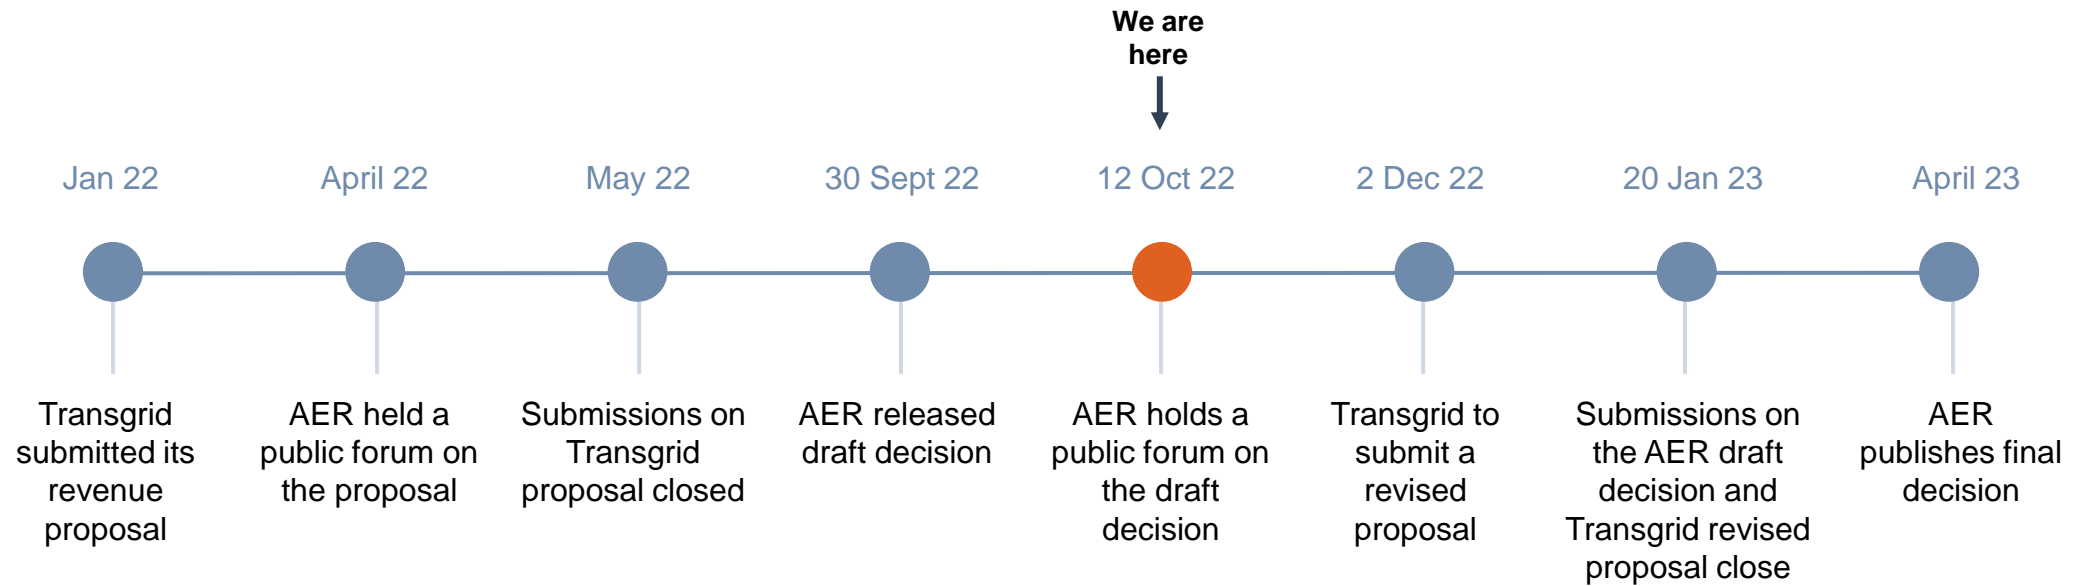 We are
here
Jan 22
April 22
May 22
30 Sept 22
12 Oct 22
2 Dec 22
20 Jan 23
April 23
Transgrid
submitted its
revenue
proposal
AER held a
public forum on
the proposal
Submissions on
Transgrid
proposal closed
AER released
draft decision
AER holds a
public forum on
the draft
decision
Transgrid to
submit a
revised
proposal
Submissions on
the AER draft
decision and
Transgrid revised
proposal close
AER
publishes final
decision